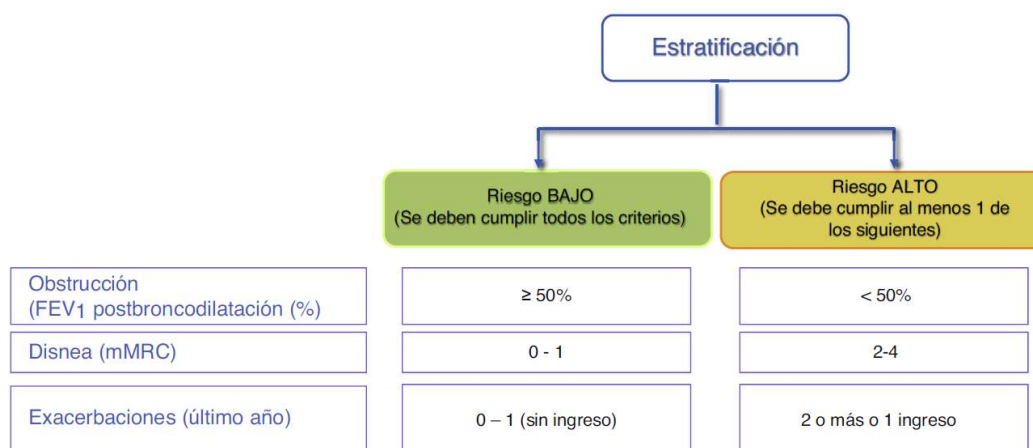 Estratificación
Riesgo BAJO
(Se deben cumplir todos los criterios)
Riesgo ALTO
(Se debe cumplir al menos 1 de
los siguientes)
Obstrucción
(FEV1 postbroncodilatación (%)
≥ 50%
< 50%
Disnea (mMRC)
0 - 1
2-4
Exacerbaciones (último año)
0 – 1 (sin ingreso)
2 o más o 1 ingreso